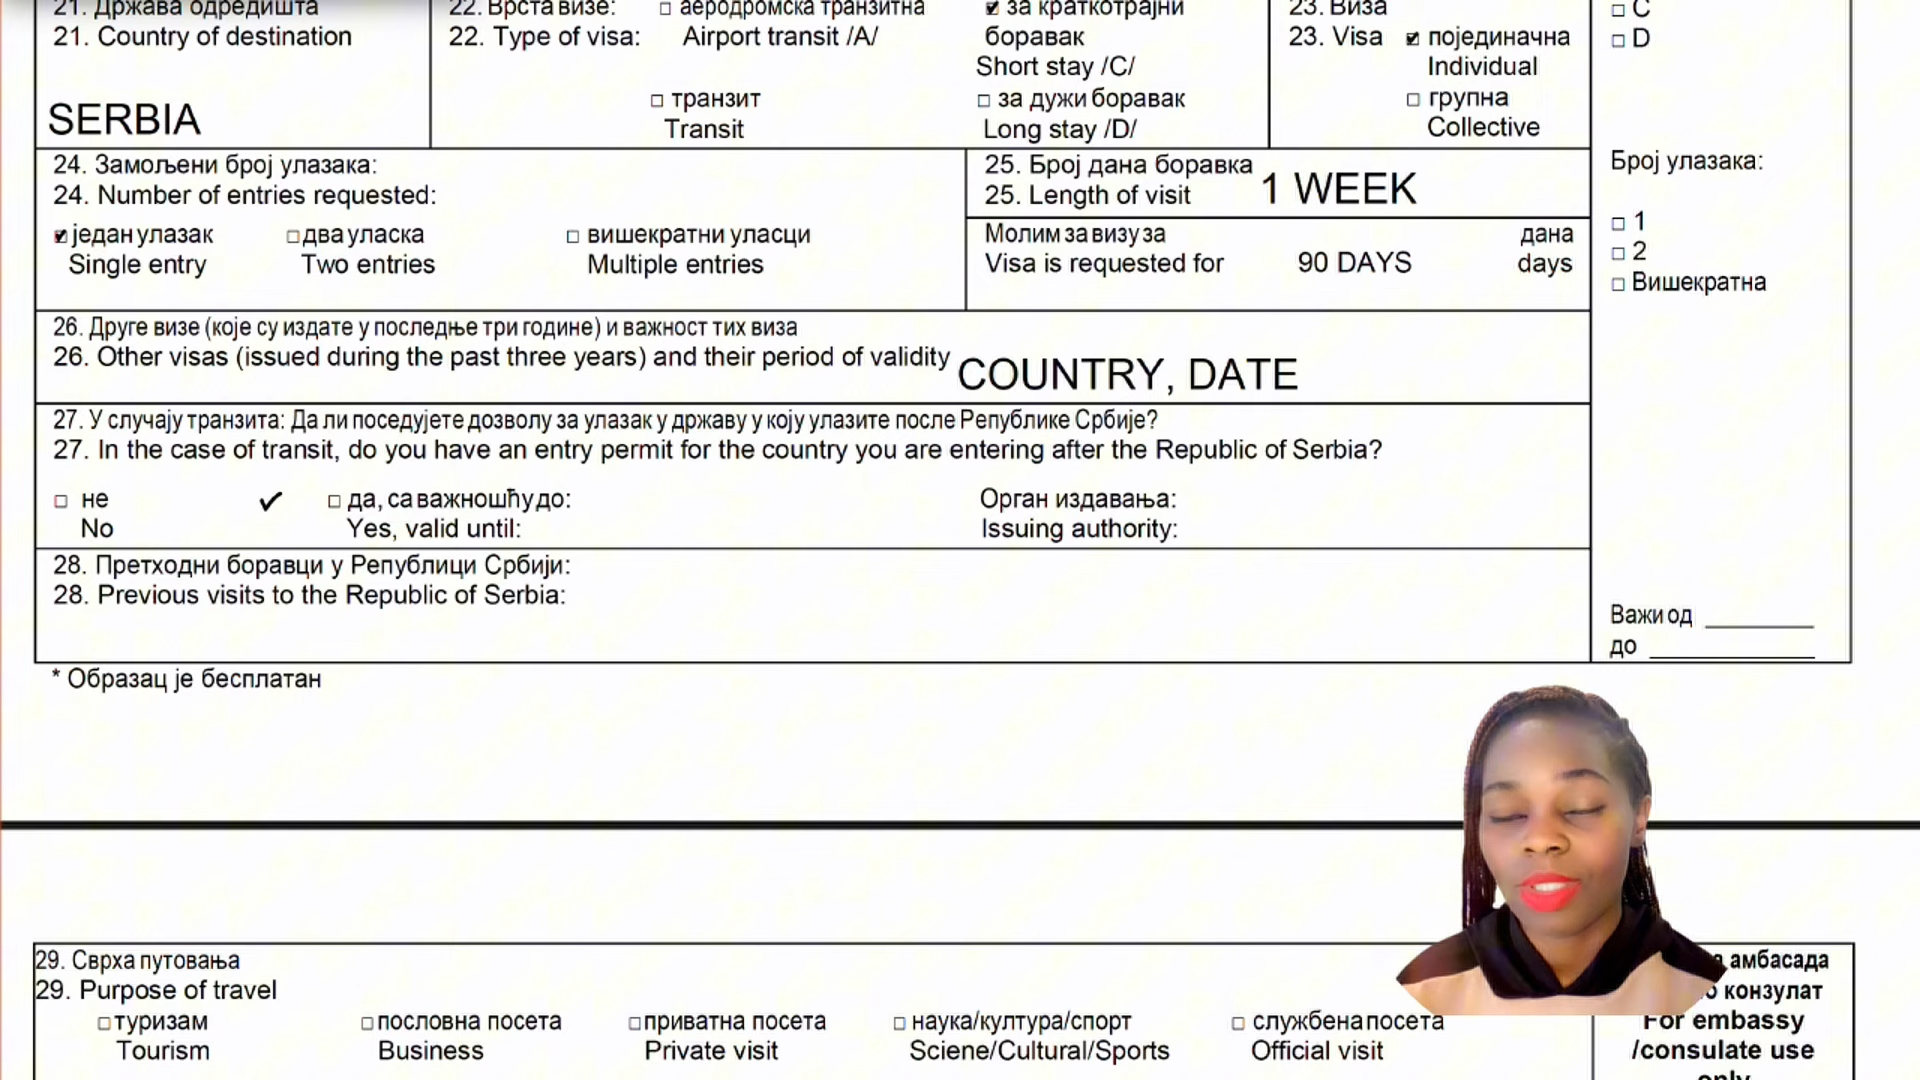 21. Држава одредишта
21. Country of destination
SERBIA
22. Врста визе:
22. Type of visa:
аеродромска транзитна
Airport transit /A/
транзит
Transit
за краткотрајни
боравак
Short stay /C/
за дужи боравак
Long stay /D/
23. Виза
23. Visa
појединачна
Individual
групна
Collective
C
D
24. Замољени број улазака:
24. Number of entries requested:
један улазак
Single entry
два уласка
Two entries
вишекратни уласци
Multiple entries
25. Број дана боравка
25. Length of visit
1 WEEK
Молим за визу за
Visa is requested for
90 DAYS
дана
days
Број улазака:
1
2
Вишекратна
26. Друге визе (које су издате у последње три године) и важност тих виза
26. Other visas (issued during the past three years) and their period of validity
COUNTRY, DATE
27. У случају транзита: Да ли поседујете дозволу за улазак у државу у коју улазите после Републике Србије?
27. In the case of transit, do you have an entry permit for the country you are entering after the Republic of Serbia?
не
No
да, са важношћу до:
Yes, valid until:
Орган издавања:
Issuing authority:
28. Претходни боравци у Републици Србији:
28. Previous visits to the Republic of Serbia:
Важи од
до
* Образац је бесплатан
29. Сврха путовања
29. Purpose of travel
туризам
Tourism
пословна посета
Business
приватна посета
Private visit
наука/култура/спорт
Sciene/Cultural/Sports
службена посета
Official visit
амбасада
конзулат
For embassy
/consulate use
only